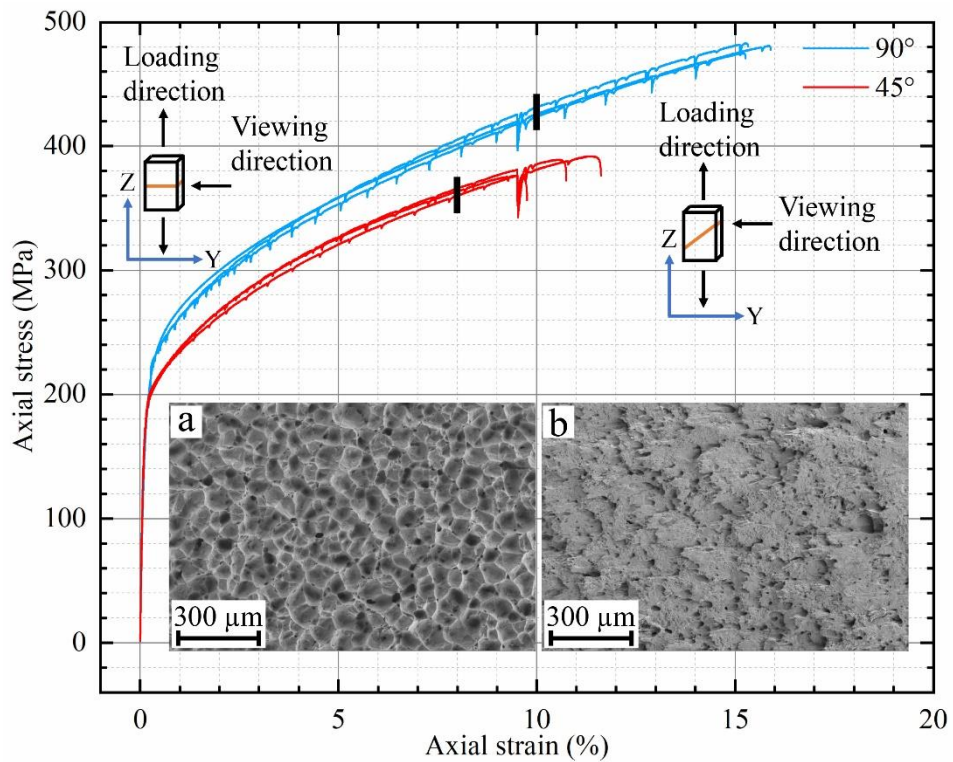 500
400
300
200
100
0
Axial stress (MPa)
0
5
10
15
20
Axial strain (%)
90°
45°
Loading
direction
Viewing
direction
Z
Y
Loading
direction
Viewing
direction
Z
Y
a
300 µm
b
300 µm